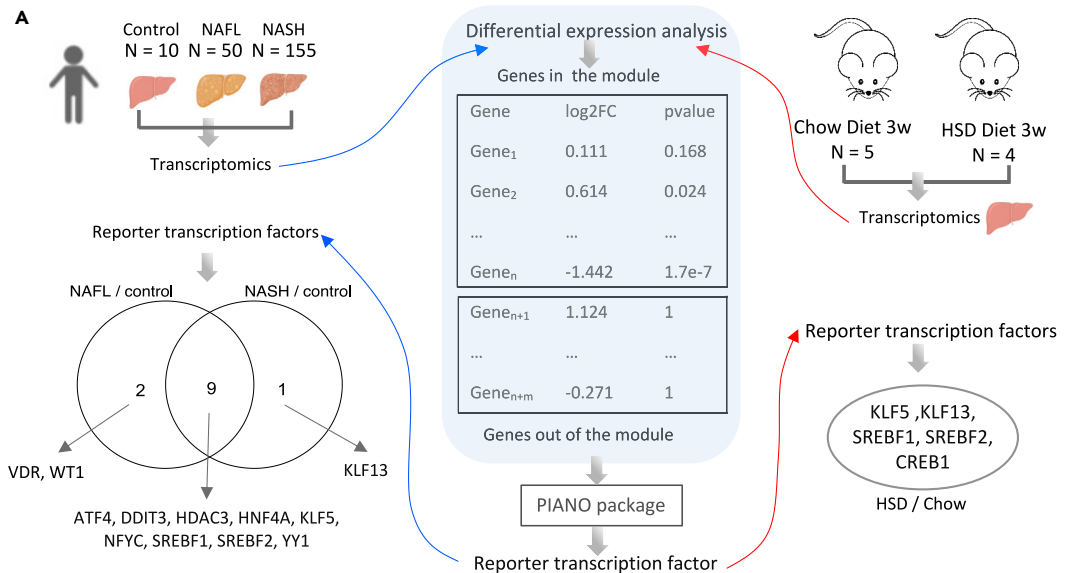 A
Control NAFL NASH
N = 10 N = 50 N = 155
Transcriptomics
Reporter transcription factors
NAFL / control NASH / control
2 9 1
VDR, WT1
KLF13
ATF4, DDIT3, HDAC3, HNF4A, KLF5,
NFYC, SREBF1, SREBF2, YY1
Differential expression analysis
Genes in the module
Gene log2FC pvalue
Gene1 0.111 0.168
Gene2 0.614 0.024
... ... ...
Genen -1.442 1.7e-7
Genen+1 1.124 1
... ... ...
Genen+m -0.271 1
Genes out of the module
PIANO package
Reporter transcription factor
Chow Diet 3w HSD Diet 3w
N = 5 N = 4
Transcriptomics
Reporter transcription factors
KLF5 ,KLF13,
SREBF1, SREBF2,
CREB1
HSD / Chow